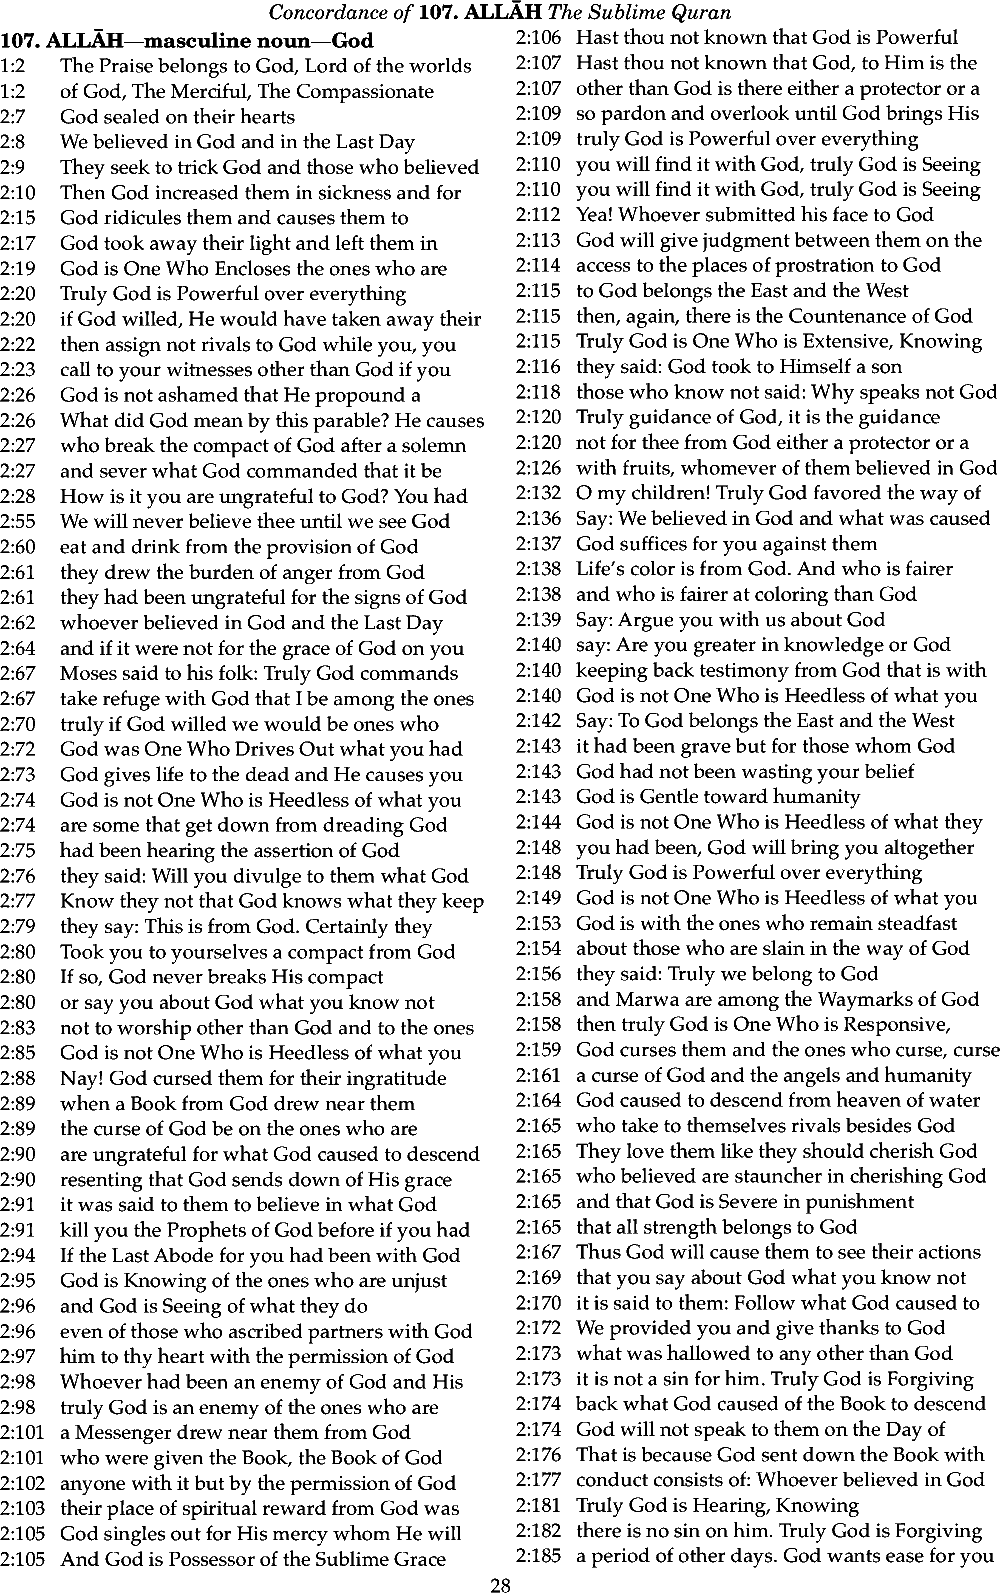 Concordance of 107. ALLĀH The Sublime Quran
107. ALLĀH—masculine noun—God
1:2 The Praise belongs to God, Lord of the worlds
1:2 of God, The Merciful, The Compassionate
2:7 God sealed on their hearts
2:8 We believed in God and in the Last Day
2:9 They seek to trick God and those who believed
2:10 Then God increased them in sickness and for
2:15 God ridicules them and causes them to
2:17 God took away their light and left them in
2:19 God is One Who Encloses the ones who are
2:20 Truly God is Powerful over everything
2:20 if God willed, He would have taken away their
2:22 then assign not rivals to God while you, you
2:23 call to your witnesses other than God if you
2:26 God is not ashamed that He propound a
2:26 What did God mean by this parable? He causes
2:27 who break the compact of God after a solemn
2:27 and sever what God commanded that it be
2:28 How is it you are ungrateful to God? You had
2:55 We will never believe thee until we see God
2:60 eat and drink from the provision of God
2:61 they drew the burden of anger from God
2:61 they had been ungrateful for the signs of God
2:62 whoever believed in God and the Last Day
2:64 and if it were not for the grace of God on you
2:67 Moses said to his folk: Truly God commands
2:67 take refuge with God that I be among the ones
2:70 truly if God willed we would be ones who
2:72 God was One Who Drives Out what you had
2:73 God gives life to the dead and He causes you
2:74 God is not One Who is Heedless of what you
2:74 are some that get down from dreading God
2:75 had been hearing the assertion of God
2:76 they said: Will you divulge to them what God
2:77 Know they not that God knows what they keep
2:79 they say: This is from God. Certainly they
2:80 Took you to yourselves a compact from God
2:80 If so, God never breaks His compact
2:80 or say you about God what you know not
2:83 not to worship other than God and to the ones
2:85 God is not One Who is Heedless of what you
2:88 Nay! God cursed them for their ingratitude
2:89 when a Book from God drew near them
2:89 the curse of God be on the ones who are
2:90 are ungrateful for what God caused to descend
2:90 resenting that God sends down of His grace
2:91 it was said to them to believe in what God
2:91 kill you the Prophets of God before if you had
2:94 If the Last Abode for you had been with God
2:95 God is Knowing of the ones who are unjust
2:96 and God is Seeing of what they do
2:96 even of those who ascribed partners with God
2:97 him to thy heart with the permission of God
2:98 Whoever had been an enemy of God and His
2:98 truly God is an enemy of the ones who are
2:101 a Messenger drew near them from God
2:101 who were given the Book, the Book of God
2:102 anyone with it but by the permission of God
2:103 their place of spiritual reward from God was
2:105 God singles out for His mercy whom He will
2:105 And God is Possessor of the Sublime Grace
2:106 Hast thou not known that God is Powerful
2:107 Hast thou not known that God, to Him is the
2:107 other than God is there either a protector or a
2:109 so pardon and overlook until God brings His
2:109 truly God is Powerful over everything
2:110 you will find it with God, truly God is Seeing
2:110 you will find it with God, truly God is Seeing
2:112 Yea! Whoever submitted his face to God
2:113 God will give judgment between them on the
2:114 access to the places of prostration to God
2:115 to God belongs the East and the West
2:115 then, again, there is the Countenance of God
2:115 Truly God is One Who is Extensive, Knowing
2:116 they said: God took to Himself a son
2:118 those who know not said: Why speaks not God
2:120 Truly guidance of God, it is the guidance
2:120 not for thee from God either a protector or a
2:126 with fruits, whomever of them believed in God
2:132 O my children! Truly God favored the way of
2:136 Say: We believed in God and what was caused
2:137 God suffices for you against them
2:138 Life's color is from God. And who is fairer
2:138 and who is fairer at coloring than God
2:139 Say: Argue you with us about God
2:140 say: Are you greater in knowledge or God
2:140 keeping back testimony from God that is with
2:140 God is not One Who is Heedless of what you
2:142 Say: To God belongs the East and the West
2:143 it had been grave but for those whom God
2:143 God had not been wasting your belief
2:143 God is Gentle toward humanity
2:144 God is not One Who is Heedless of what they
2:148 you had been, God will bring you altogether
2:148 Truly God is Powerful over everything
2:149 God is not One Who is Heedless of what you
2:153 God is with the ones who remain steadfast
2:154 about those who are slain in the way of God
2:156 they said: Truly we belong to God
2:158 and Marwa are among the Waymarks of God
2:158 then truly God is One Who is Responsive,
2:159 God curses them and the ones who curse, curse
2:161 a curse of God and the angels and humanity
2:164 God caused to descend from heaven of water
2:165 who take to themselves rivals besides God
2:165 They love them like they should cherish God
2:165 who believed are stauncher in cherishing God
2:165 and that God is Severe in punishment
2:165 that all strength belongs to God
2:167 Thus God will cause them to see their actions
2:169 that you say about God what you know not
2:170 it is said to them: Follow what God caused to
2:172 We provided you and give thanks to God
2:173 what was hallowed to any other than God
2:173 it is not a sin for him. Truly God is Forgiving
2:174 back what God caused of the Book to descend
2:174 God will not speak to them on the Day of
2:176 That is because God sent down the Book with
2:177 conduct consists of: Whoever believed in God
2:181 Truly God is Hearing, Knowing
2:182 there is no sin on him. Truly God is Forgiving
2:185 a period of other days. God wants ease for you
28